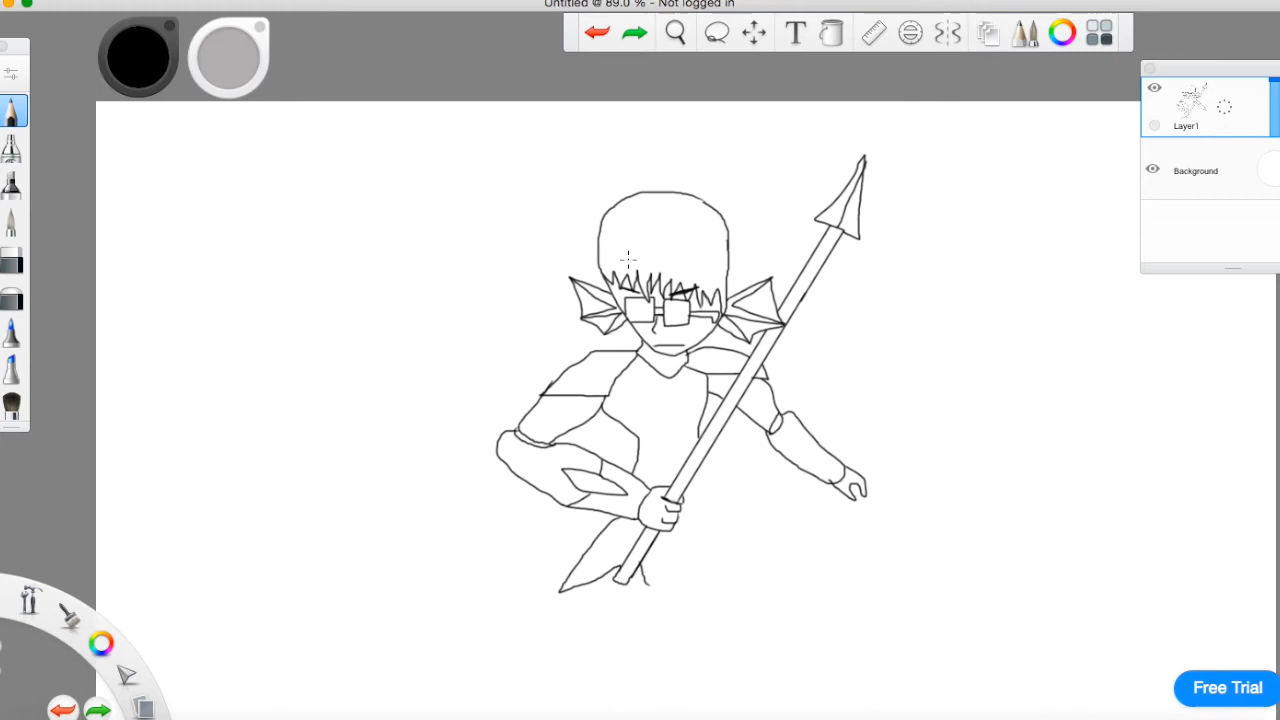 Untitled @ 89.0 % - Not logged in
T
Layer1
Background
Free Trial